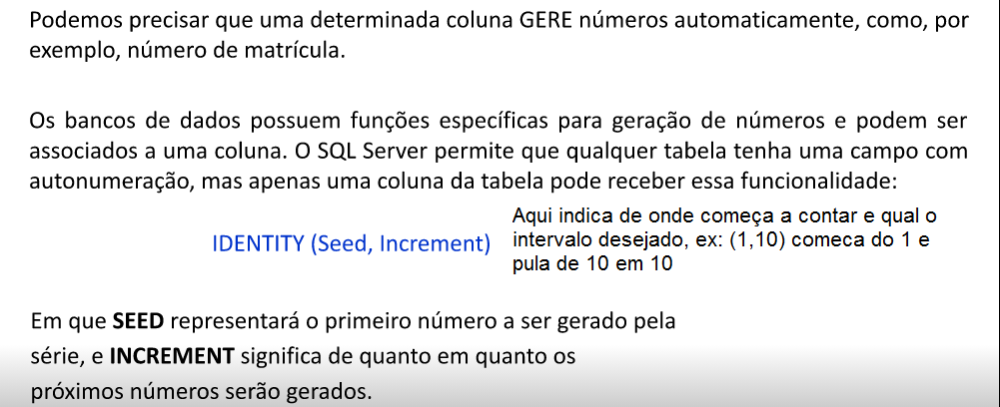 Podemos precisar que uma determinada coluna GERE números automaticamente, como, por
exemplo, número de matrícula.
Os bancos de dados possuem funções específicas para geração de números e podem ser
associados a uma coluna. O SQL Server permite que qualquer tabela tenha uma campo com
autonumeração, mas apenas uma coluna da tabela pode receber essa funcionalidade:
IDENTITY (Seed, Increment)
Aqui indica de onde começa a contar e qual o
intervalo desejado, ex: (1,10) comeca do 1 e
pula de 10 em 10
Em que SEED representará o primeiro número a ser gerado pela
série, e INCREMENT significa de quanto em quanto os
próximos números serão gerados.